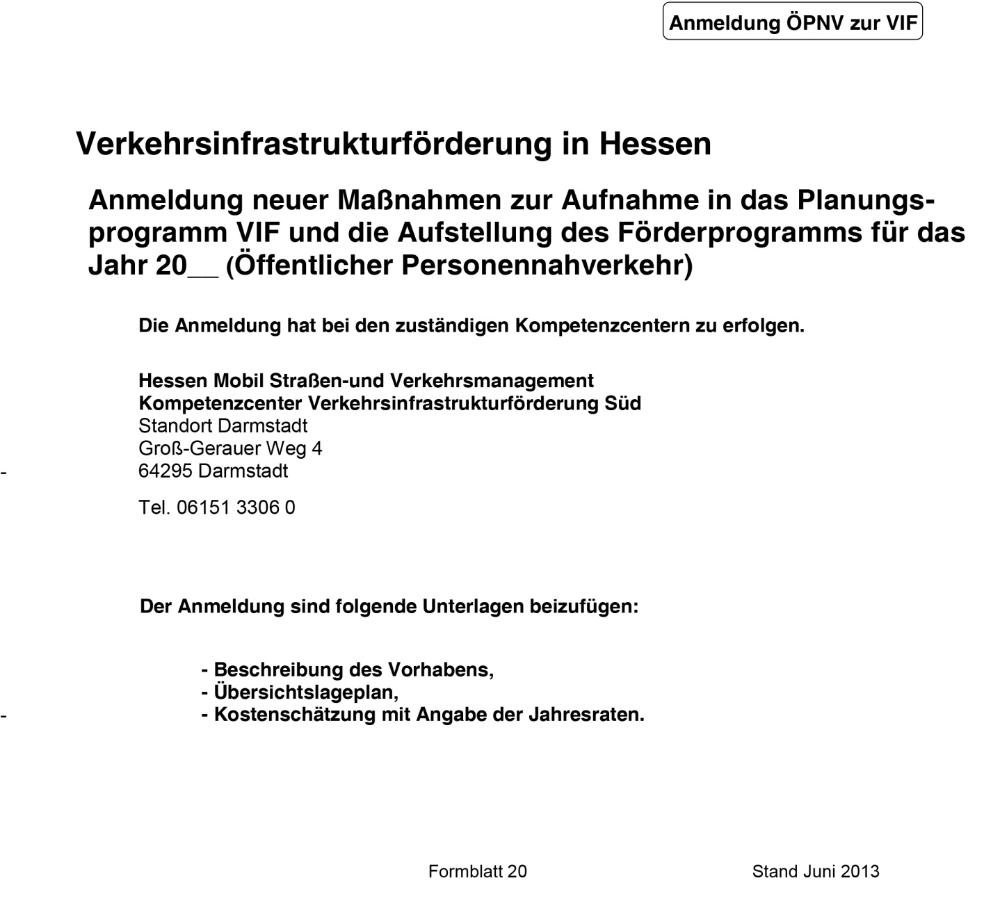 Anmeldung ÖPNV zur VIF
Verkehrsinfrastrukturförderung in Hessen
Anmeldung neuer Maßnahmen zur Aufnahme in das Planungs-
programm VIF und die Aufstellung des Förderprogramms für das
Jahr 20__ (Öffentlicher Personennahverkehr)
Die Anmeldung hat bei den zuständigen Kompetenzcentern zu erfolgen.
Hessen Mobil Straßen-und Verkehrsmanagement
Kompetenzcenter Verkehrsinfrastrukturförderung Süd
Standort Darmstadt
Groß-Gerauer Weg 4
- 64295 Darmstadt
Tel. 06151 3306 0
Der Anmeldung sind folgende Unterlagen beizufügen:
- Beschreibung des Vorhabens,
- Übersichtslageplan,
- - Kostenschätzung mit Angabe der Jahresraten.
Formblatt 20 Stand Juni 2013